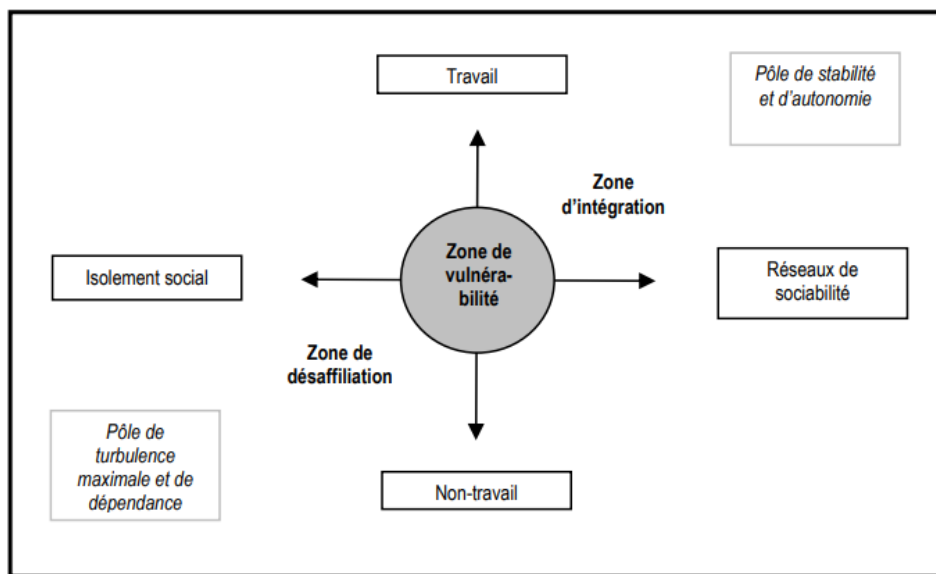 Travail
Pôle de stabilité
et d'autonomie
Zone
d'intégration
Zone de
vulnéra-
bilité
Isolement social
Réseaux de
sociabilité
Zone de
désaffiliation
Pôle de
turbulence
maximale et de
dépendance
Non-travail